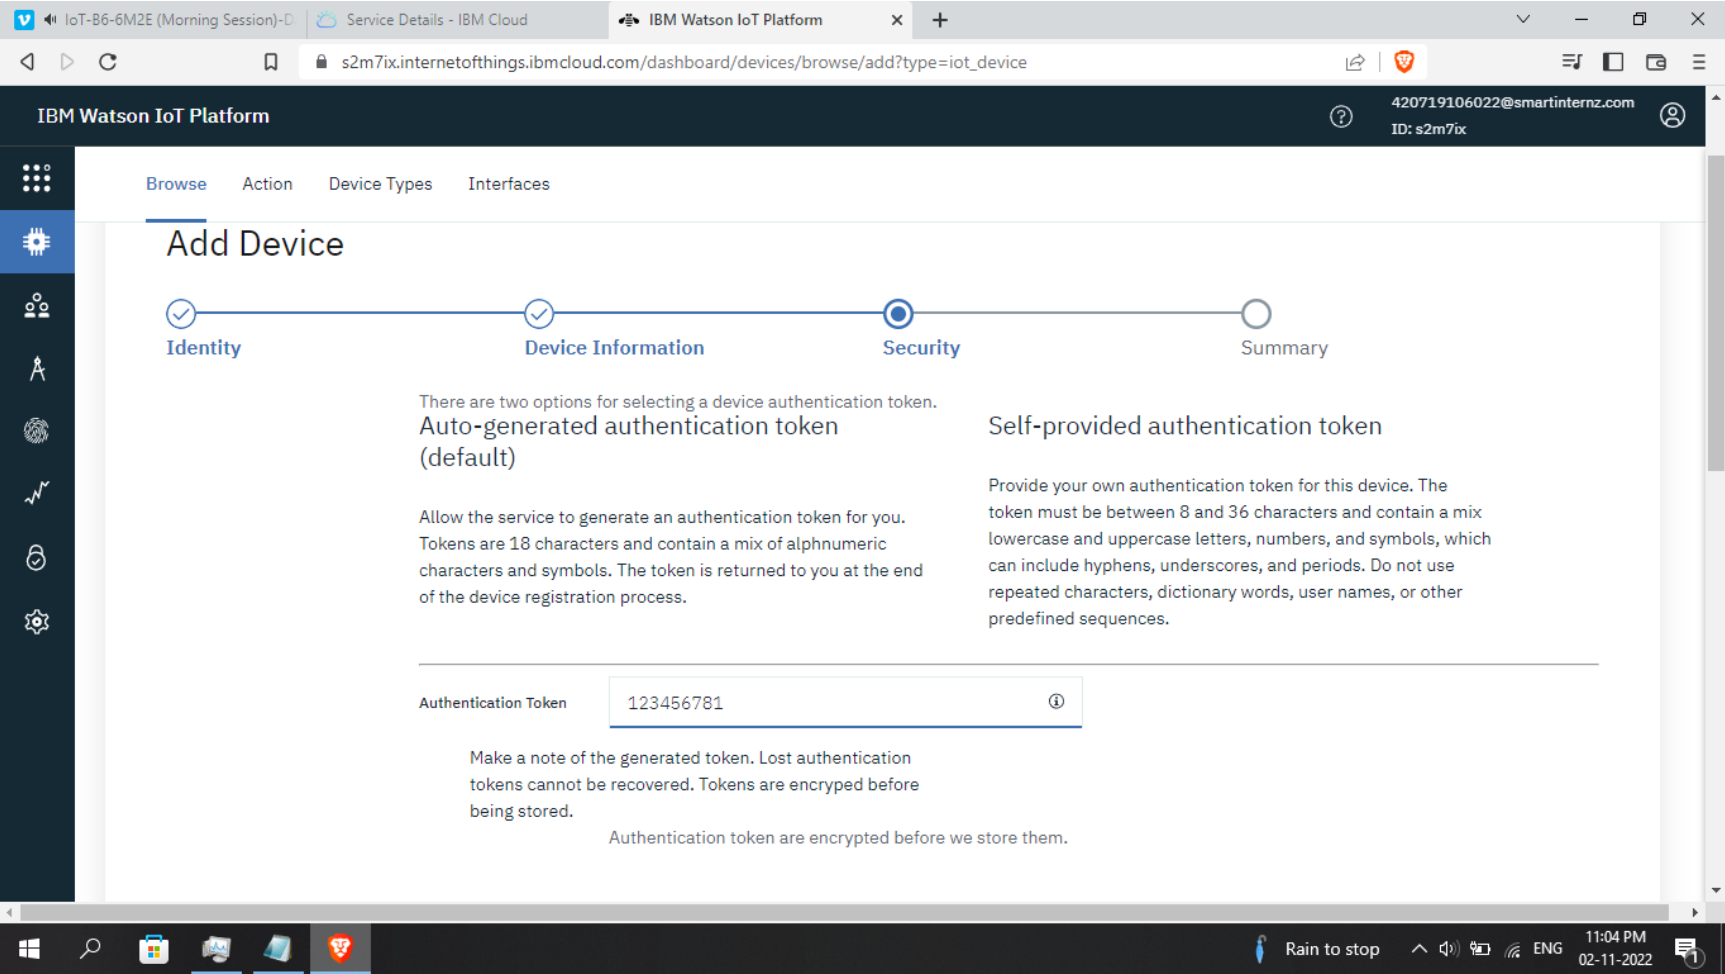 IoT-B6-6M2E (Morning Session)-D
Service Details - IBM Cloud
IBM Watson IoT Platform
s2m7ix.internetofthings.ibmcloud.com/dashboard/devices/browse/add?type=iot_device
IBM Watson IoT Platform
420719106022@smartinternz.com
ID: s2m7ix
Browse
Action
Device Types
Interfaces
Add Device
Identity
Device Information
Security
Summary
There are two options for selecting a device authentication token.
Auto-generated authentication token
(default)
Allow the service to generate an authentication token for you.
Tokens are 18 characters and contain a mix of alphnumeric
characters and symbols. The token is returned to you at the end
of the device registration process.
Self-provided authentication token
Provide your own authentication token for this device. The
token must be between 8 and 36 characters and contain a mix
lowercase and uppercase letters, numbers, and symbols, which
can include hyphens, underscores, and periods. Do not use
repeated characters, dictionary words, user names, or other
predefined sequences.
Authentication Token
123456781
Make a note of the generated token. Lost authentication
tokens cannot be recovered. Tokens are encryped before
being stored.
Authentication token are encrypted before we store them.
Rain to stop
ENG
11:04 PM
02-11-2022
1